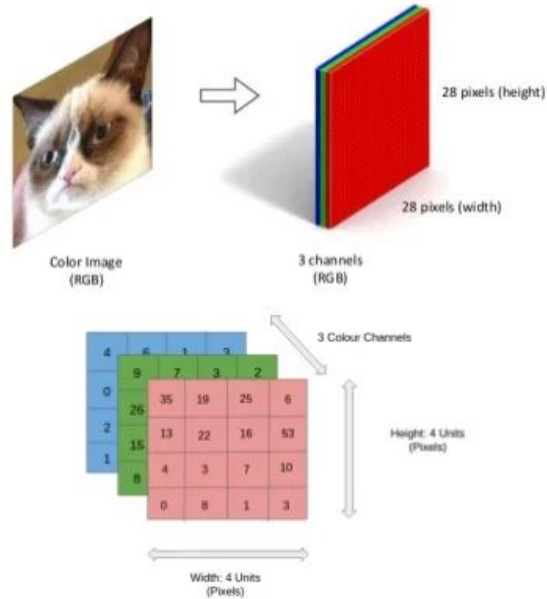 28 pixels (height)
28 pixels (width)
Color Image
(RGB)
3 channels
(RGB)
3 Colour Channels
4 6 1 3
9 7 3 2
0
35 19 25 6
26
13 22 16 53
2
15
4 3 7 10
1
8
0 8 1 3
Height: 4 Units
(Pixels)
Width: 4 Units
(Pixels)